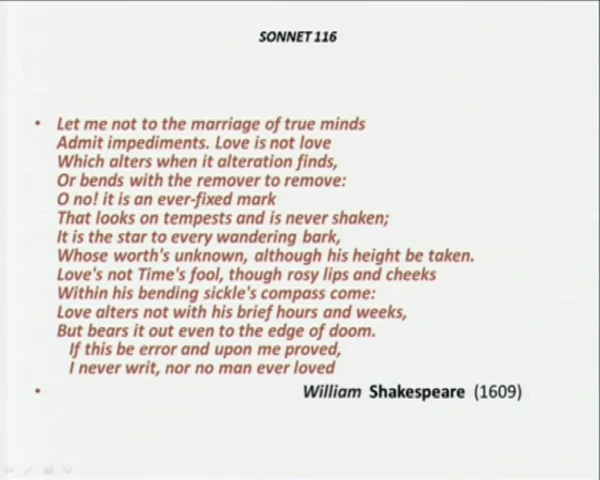 SONNET 116
• Let me not to the marriage of true minds
Admit impediments. Love is not love
Which alters when it alteration finds,
Or bends with the remover to remove:
O no! it is an ever-fixed mark
That looks on tempests and is never shaken;
It is the star to every wandering bark,
Whose worth's unknown, although his height be taken.
Love's not Time's fool, though rosy lips and cheeks
Within his bending sickle's compass come:
Love alters not with his brief hours and weeks,
But bears it out even to the edge of doom.
If this be error and upon me proved,
I never writ, nor no man ever loved
• William Shakespeare (1609)